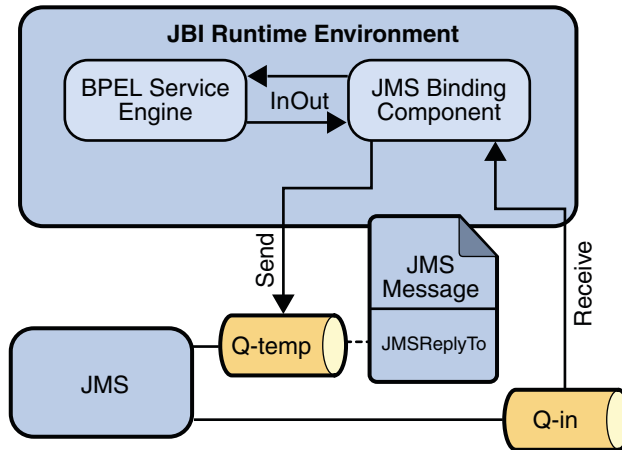 JBI Runtime Environment
BPEL Service
Engine
InOut
JMS Binding
Component
Send
JMS
Message
JMSReplyTo
Receive
Q-temp
JMS
Q-in